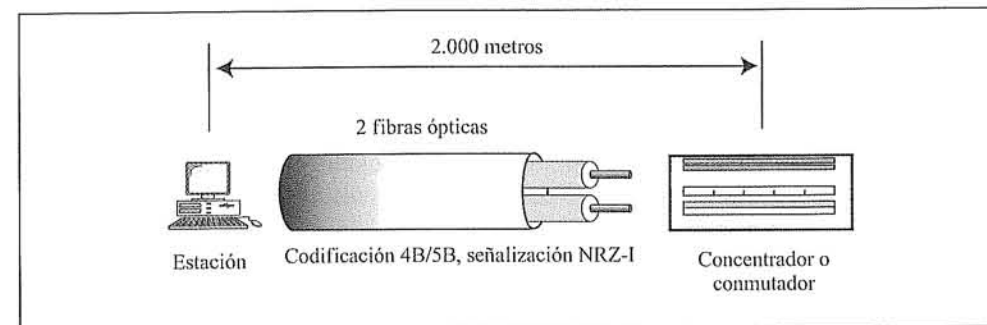 2.000 metros
2 fibras ópticas
Estación
Codificación 4B/5B, señalización NRZ-I
Concentrador o
conmutador